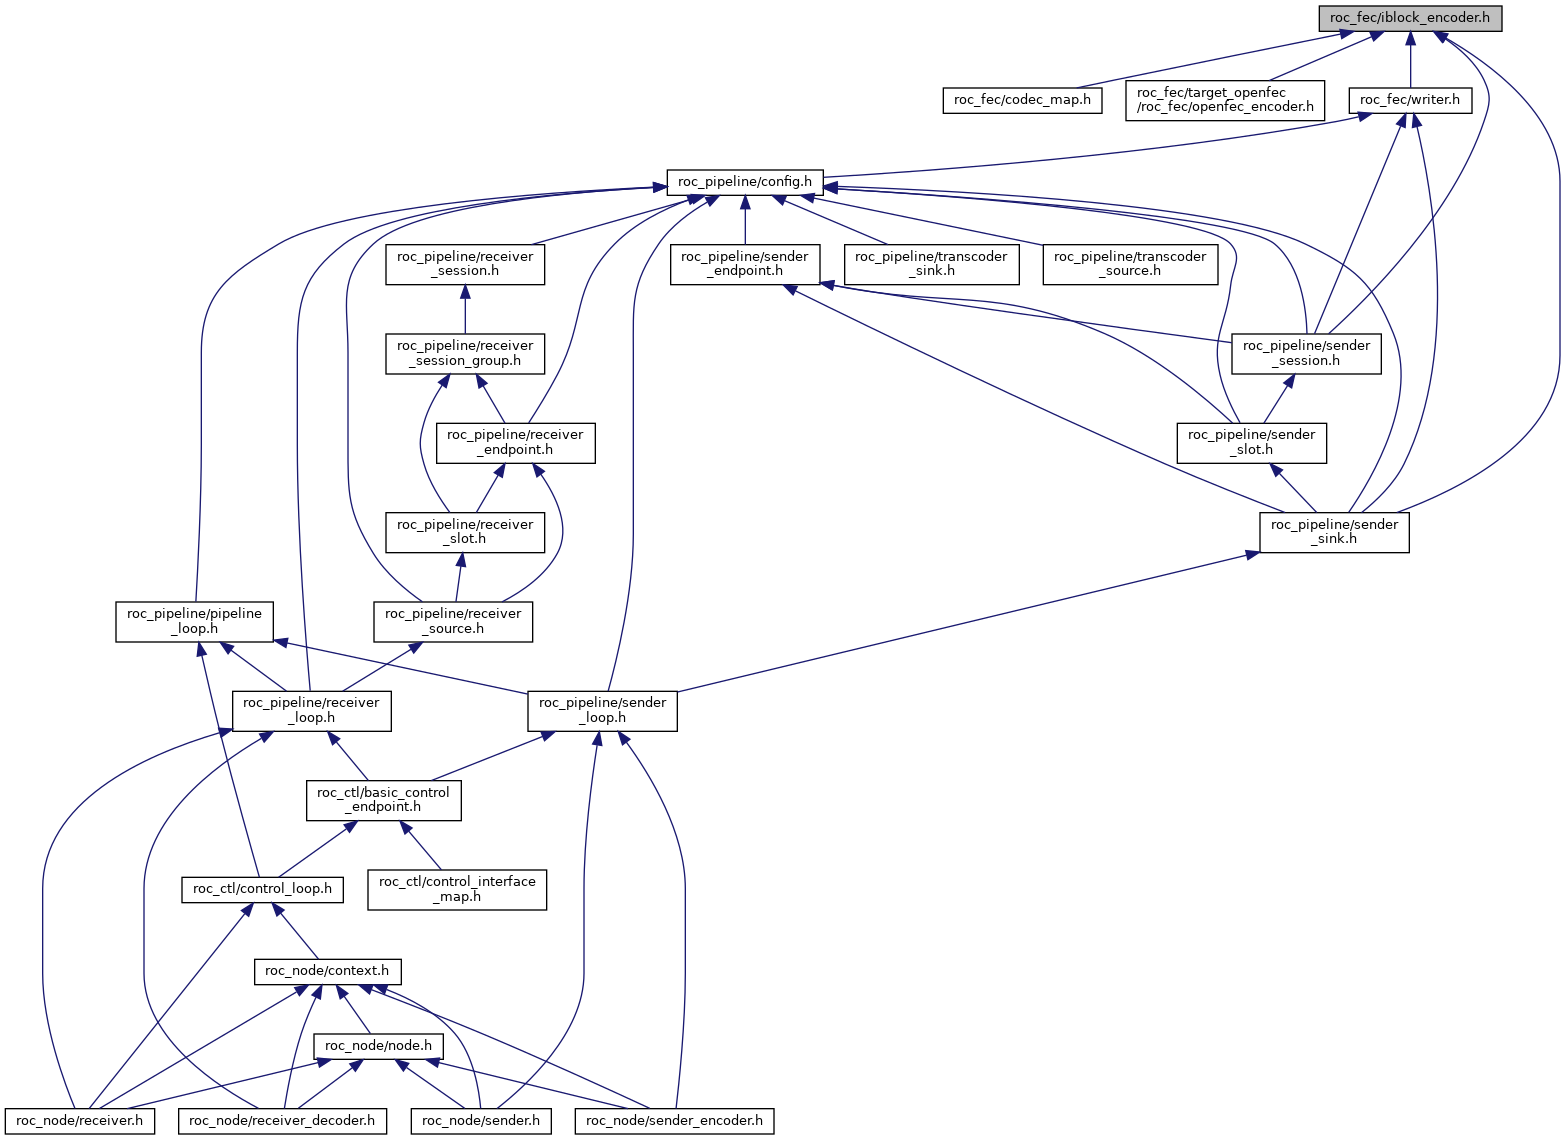 roc_fec/iblock_encoder.h
roc_fec/codec_map.h
roc_fec/target_openfec
/roc_fec/openfec_encoder.h
roc_fec/writer.h
roc_pipeline/config.h
roc_pipeline/receiver
_session.h
roc_pipeline/sender
_endpoint.h
roc_pipeline/transcoder
_sink.h
roc_pipeline/transcoder
_source.h
roc_pipeline/receiver
_session_group.h
roc_pipeline/sender
_session.h
roc_pipeline/receiver
_endpoint.h
roc_pipeline/sender
_slot.h
roc_pipeline/receiver
_slot.h
roc_pipeline/sender
_sink.h
roc_pipeline/pipeline
_loop.h
roc_pipeline/receiver
_source.h
roc_pipeline/receiver
_loop.h
roc_pipeline/sender
_loop.h
roc_ctl/basic_control
_endpoint.h
roc_ctl/control_loop.h
roc_ctl/control_interface
_map.h
roc_node/context.h
roc_node/node.h
roc_node/receiver.h
roc_node/receiver_decoder.h
roc_node/sender.h
roc_node/sender_encoder.h